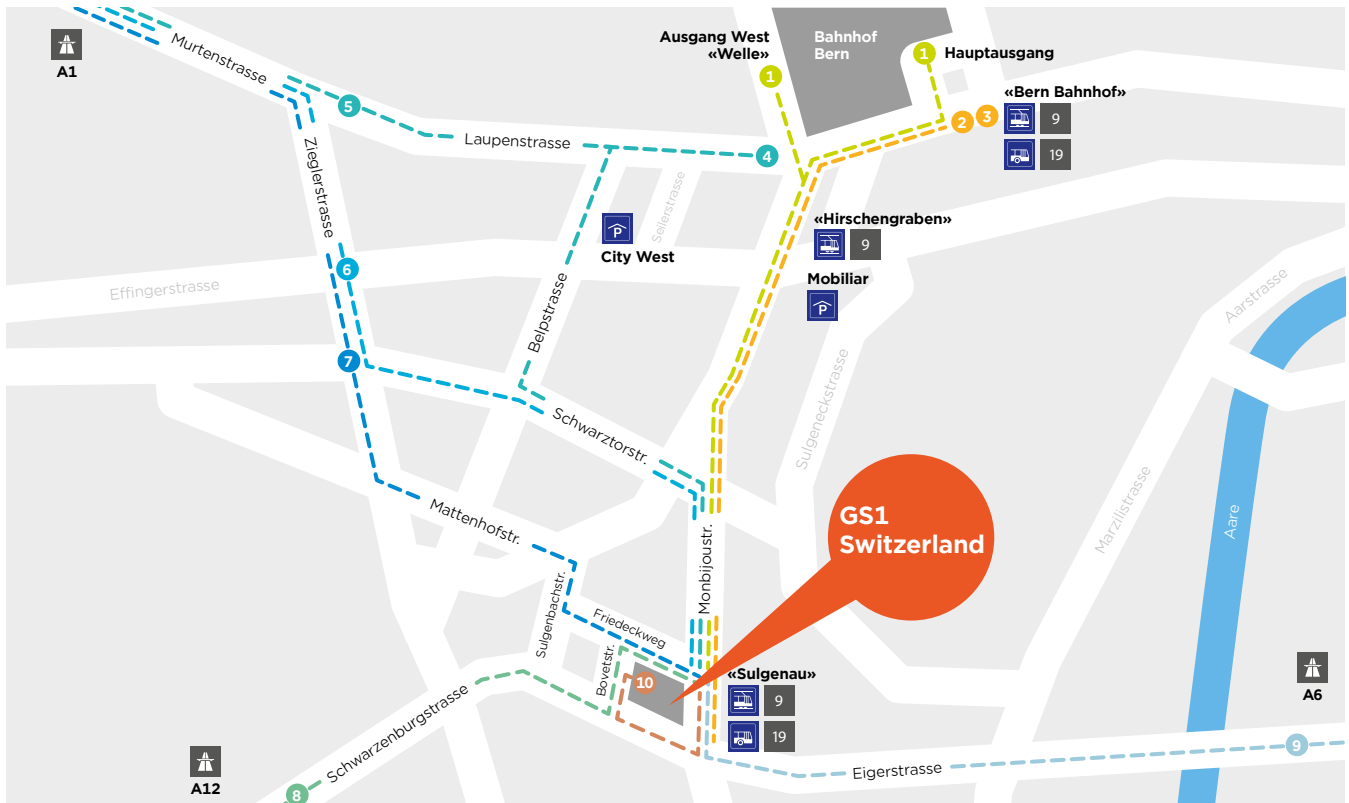 A1
Murtenstrasse
Ausgang West
«Welle»
1
Bahnhof
Bern
1
Hauptausgang
«Bern Bahnhof»
9
19
2
3
5
Laupenstrasse
4
Zieglerstrasse
Seilerstrasse
P
City West
«Hirschengraben»
9
Mobiliar
P
6
Effingerstrasse
Belpstrasse
Aarstrasse
7
Schwarztorstr.
Sulgeneckstrasse
Marzilistrasse
Aare
Mattenhofstr.
GS1
Switzerland
Monbijoustr.
Sulgenbachstr.
Friedeckweg
Bovetstr.
10
«Sulgenau»
9
19
A6
Schwarzenburgstrasse
A12
8
Eigerstrasse
9